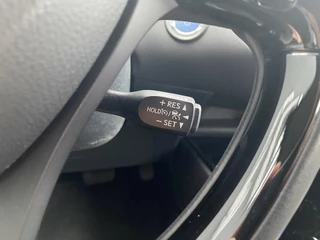 + RES ▲
HOLD(⚬)/ ◄
− SET ▼